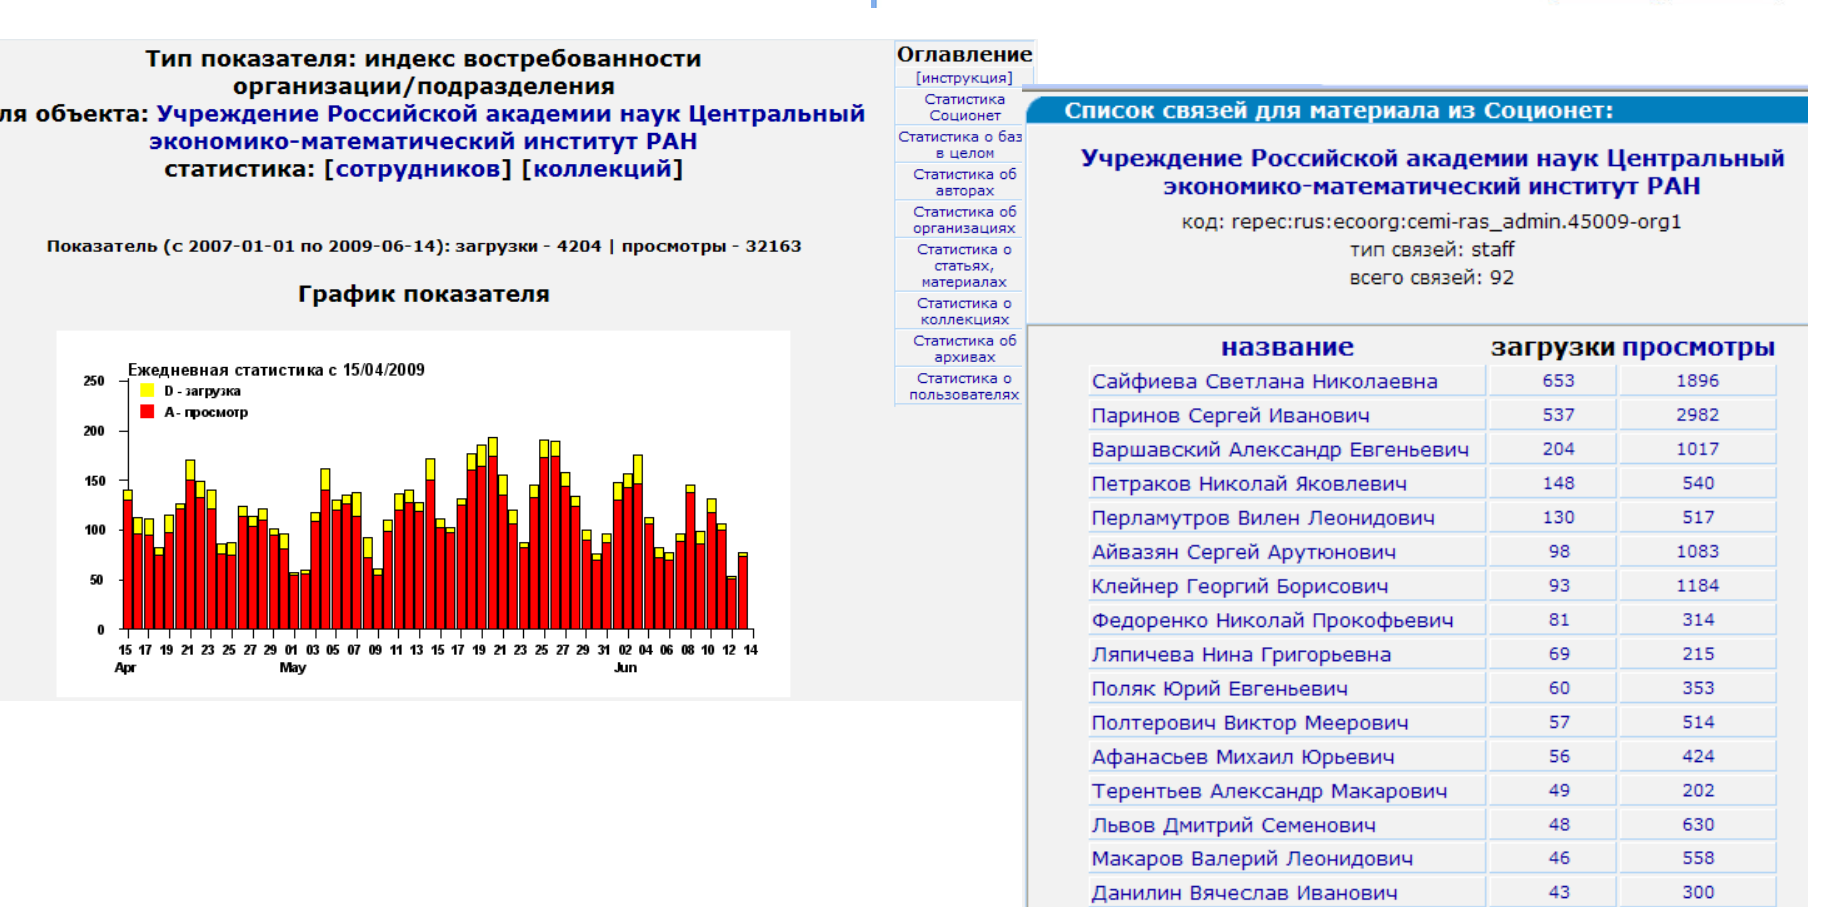 Тип показателя: индекс востребованности
организации/подразделения
ля объекта: Учреждение Российской академии наук Центральный
экономико-математический институт РАН
статистика: [сотрудников] [коллекций]
Показатель (с 2007-01-01 по 2009-06-14): загрузки - 4204 | просмотры - 32163
График показателя
Ежедневная статистика с 15/04/2009
D - загрузка
A - просмотр
250
200
150
100
50
0
15 17 19 21 23 25 27 29 01 03 05 07 09 11 13 15 17 19 21 23 25 27 29 31 02 04 06 08 10 12 14
Apr May Jun
Оглавление
[инструкция]
Статистика
Соционет
Статистика о баз
в целом
Статистика об
авторах
Статистика об
организациях
Статистика о
статьях,
материалах
Статистика о
коллекциях
Статистика об
архивах
Статистика о
пользователях
Список связей для материала из Соционет:
Учреждение Российской академии наук Центральный
экономико-математический институт РАН
код: repec:rus:ecoorg:cemi-ras_admin.45009-org1
тип связей: staff
всего связей: 92
название загрузки просмотры
Сайфиева Светлана Николаевна 653 1896
Паринов Сергей Иванович 537 2982
Варшавский Александр Евгеньевич 204 1017
Петраков Николай Яковлевич 148 540
Перламутров Вилен Леонидович 130 517
Айвазян Сергей Арутюнович 98 1083
Клейнер Георгий Борисович 93 1184
Федоренко Николай Прокофьевич 81 314
Ляпичева Нина Григорьевна 69 215
Поляк Юрий Евгеньевич 60 353
Полтерович Виктор Меерович 57 514
Афанасьев Михаил Юрьевич 56 424
Терентьев Александр Макарович 49 202
Львов Дмитрий Семенович 48 630
Макаров Валерий Леонидович 46 558
Данилин Вячеслав Иванович 43 300